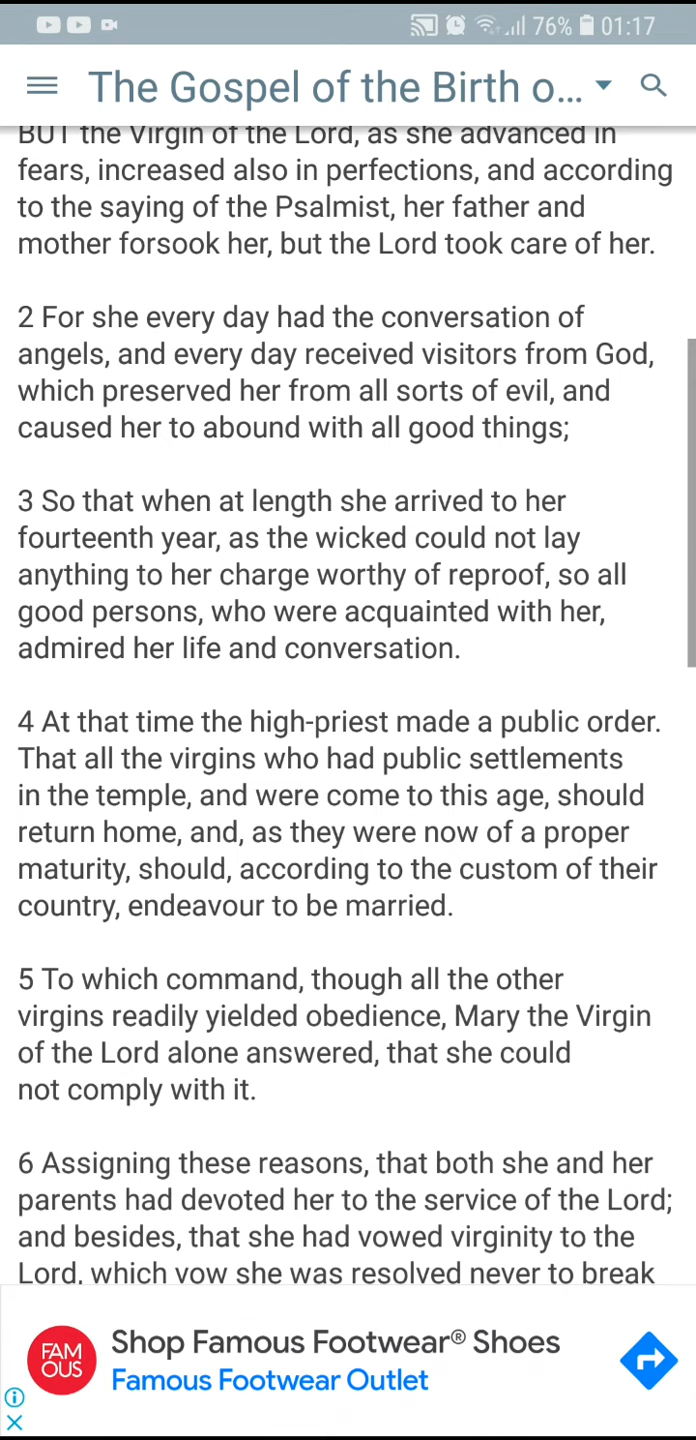 76% 01:17
The Gospel of the Birth o...
BUT the Virgin of the Lord, as she advanced in
fears, increased also in perfections, and according
to the saying of the Psalmist, her father and
mother forsook her, but the Lord took care of her.
2 For she every day had the conversation of
angels, and every day received visitors from God,
which preserved her from all sorts of evil, and
caused her to abound with all good things;
3 So that when at length she arrived to her
fourteenth year, as the wicked could not lay
anything to her charge worthy of reproof, so all
good persons, who were acquainted with her,
admired her life and conversation.
4 At that time the high-priest made a public order.
That all the virgins who had public settlements
in the temple, and were come to this age, should
return home, and, as they were now of a proper
maturity, should, according to the custom of their
country, endeavour to be married.
5 To which command, though all the other
virgins readily yielded obedience, Mary the Virgin
of the Lord alone answered, that she could
not comply with it.
6 Assigning these reasons, that both she and her
parents had devoted her to the service of the Lord;
and besides, that she had vowed virginity to the
Lord, which vow she was resolved never to break
FAM
OUS
Shop Famous Footwear® Shoes
Famous Footwear Outlet